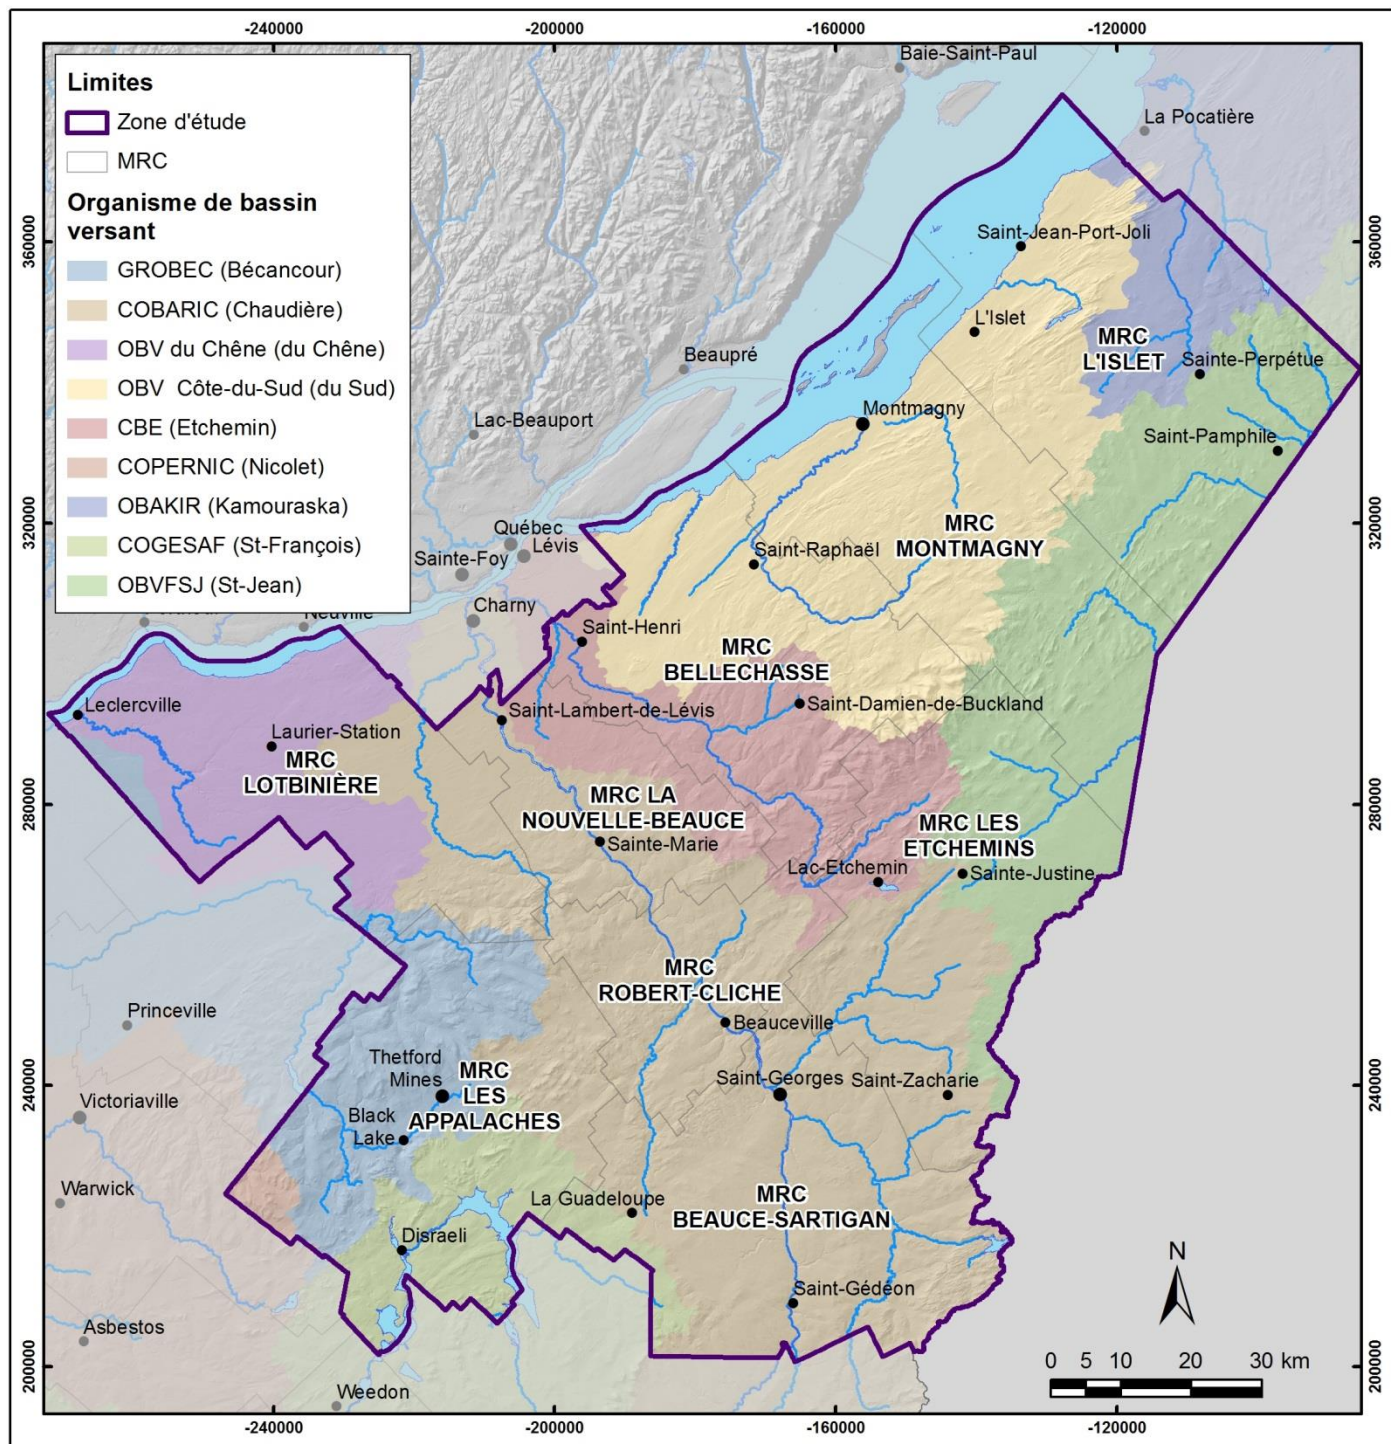 -240000
-200000
-160000
-120000
Limites
Zone d'étude
MRC
Organisme de bassin
versant
GROBEC (Bécancour)
COBARIC (Chaudière)
OBV du Chêne (du Chêne)
OBV Côte-du-Sud (du Sud)
CBE (Etchemin)
COPERNIC (Nicolet)
OBAKIR (Kamouraska)
COGESAF (St-François)
OBVFSJ (St-Jean)
Baie-Saint-Paul
La Pocatière
360000
360000
Saint-Jean-Port-Joli
L'Islet
MRC
L'ISLET
Sainte-Perpétue
Beaupré
Lac-Beauport
Montmagny
Saint-Pamphile
320000
320000
Québec
Lévis
Sainte-Foy
MRC
MONTMAGNY
Saint-Raphaël
Neuville
Charny
Saint-Henri
MRC
BELLECHASSE
Leclercville
Saint-Lambert-de-Lévis
Saint-Damien-de-Buckland
Laurier-Station
MRC
LOTBINIÈRE
280000
280000
MRC LA
NOUVELLE-BEAUCE
Sainte-Marie
MRC LES
ETCHEMINS
Lac-Etchemin
Sainte-Justine
MRC
ROBERT-CLICHE
Princeville
Beauceville
Thetford
Mines
MRC
LES
APPALACHES
Saint-Georges
Saint-Zacharie
240000
240000
Victoriaville
Black
Lake
Warwick
La Guadeloupe
MRC
BEAUCE-SARTIGAN
Disraeli
N
Saint-Gédéon
Asbestos
200000
200000
0 5 10 20 30 km
Weedon
-240000
-200000
-160000
-120000